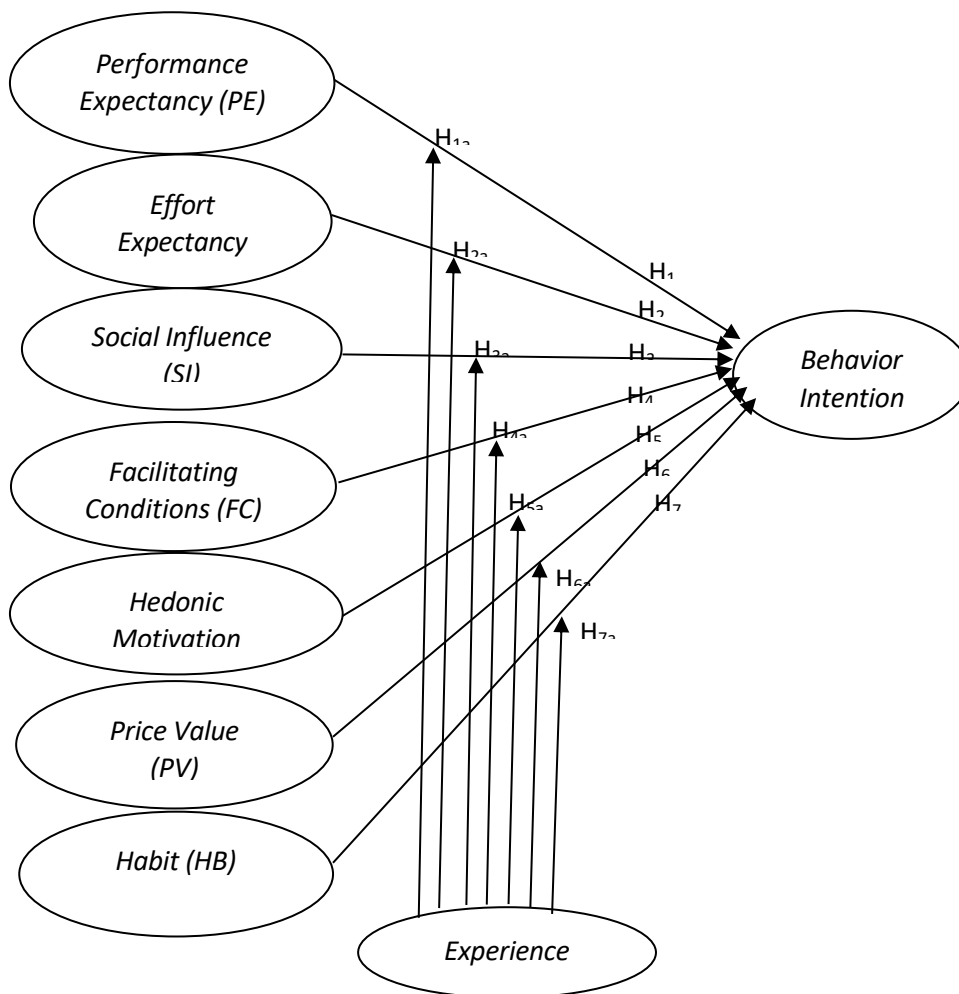 Performance
Expectancy (PE)
H1a
Effort
Expectancy
H2a
H1
H2
Social Influence
(SI)
H3a
H3
Behavior
Intention
H4
H4a
H5
Facilitating
Conditions (FC)
H6
H5a
H7
Hedonic
Motivation
H6a
H7a
Price Value
(PV)
Habit (HB)
Experience